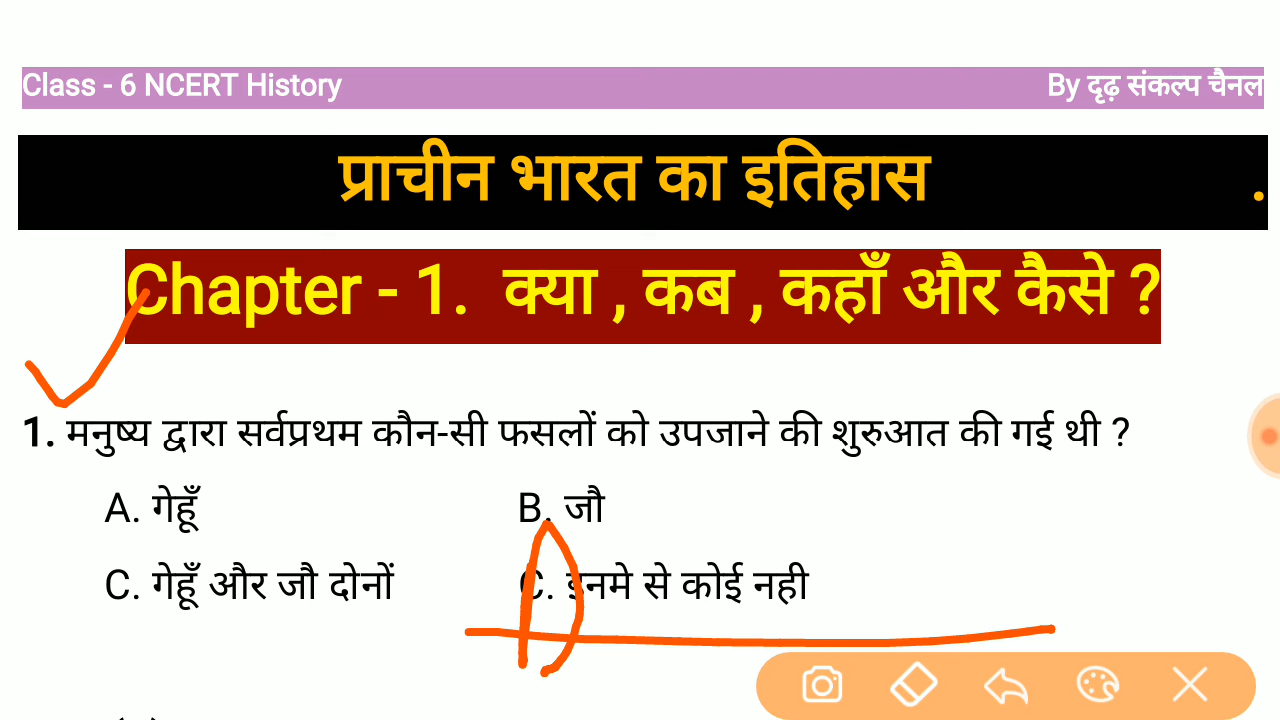 Class - 6 NCERT History By दृढ़ संकल्प चैनल
प्राचीन भारत का इतिहास .
Chapter - 1. क्या , कब , कहाँ और कैसे ?
1. मनुष्य द्वारा सर्वप्रथम कौन-सी फसलों को उपजाने की शुरुआत की गई थी ?
A. गेहूँ B. जौ
C. गेहूँ और जौ दोनों C. इनमे से कोई नही
D